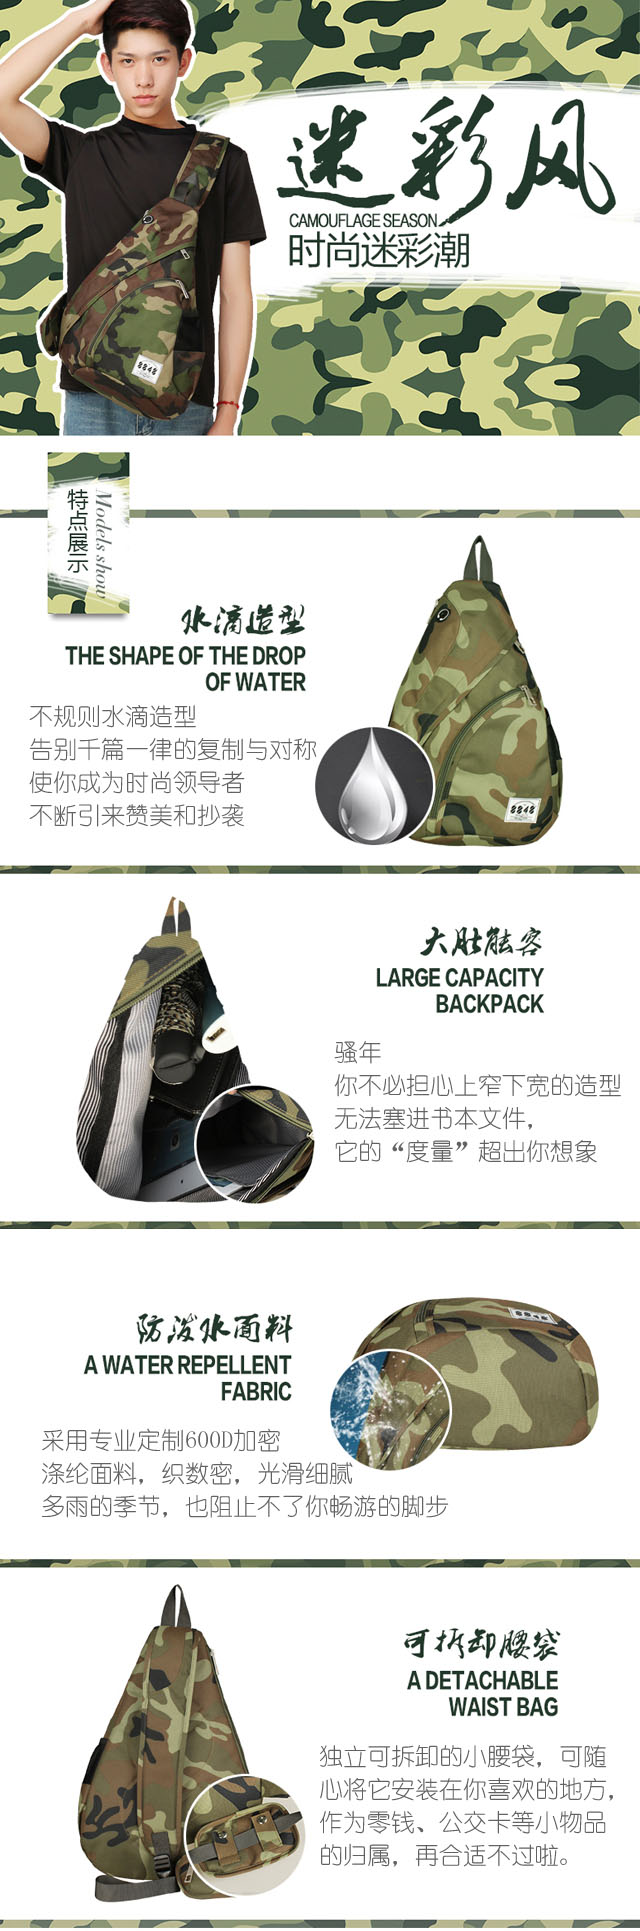 迷彩风
CAMOUFLAGE SEASON
时尚迷彩潮
8848
特点展示
Models show
水滴造型
THE SHAPE OF THE DROP
OF WATER
不规则水滴造型
告别千篇一律的复制与对称
使你成为时尚领导者
不断引来赞美和抄袭
8848
大肚能客
LARGE CAPACITY
BACKPACK
骚年
你不必担心上窄下宽的造型
无法塞进书本文件，
它的“度量”超出你想象
防泼水面料
A WATER REPELLENT
FABRIC
8848
采用专业定制600D加密
涤纶面料，织数密，光滑细腻
多雨的季节，也阻止不了你畅游的脚步
可拆卸腰袋
A DETACHABLE
WAIST BAG
独立可拆卸的小腰袋，可随
心将它安装在你喜欢的地方，
作为零钱、公交卡等小物品
的归属，再合适不过啦。